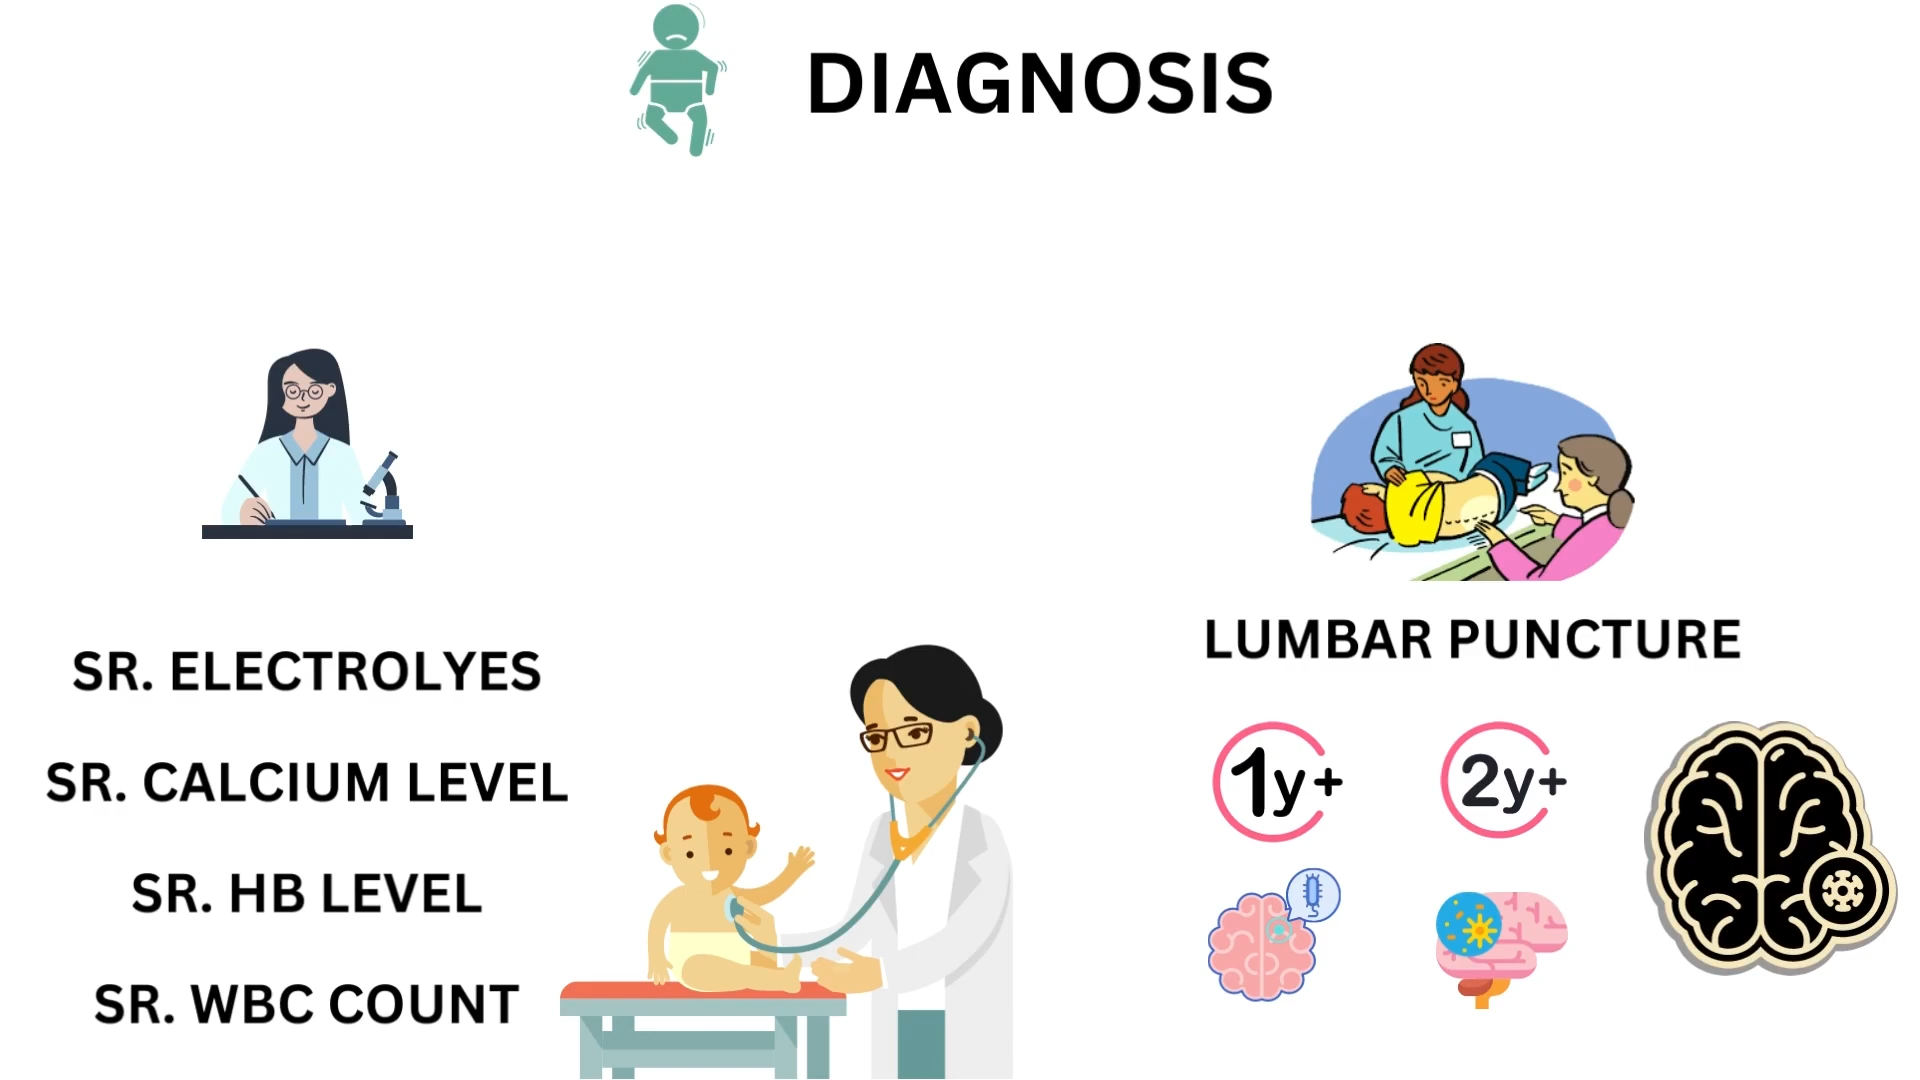 DIAGNOSIS
SR. ELECTROLYES
SR. CALCIUM LEVEL
SR. HB LEVEL
SR. WBC COUNT
LUMBAR PUNCTURE
1y+
2y+